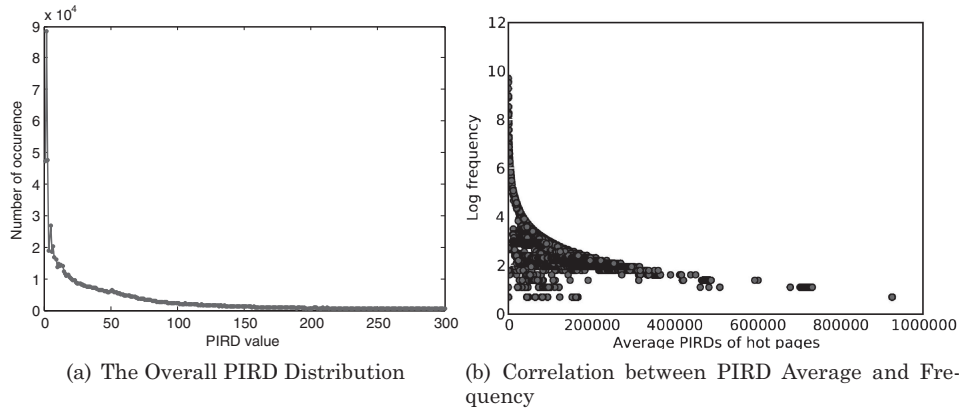 x 10⁴
9
8
7
6
5
4
3
2
1
0
Number of occurence
0 50 100 150 200 250 300
PIRD value
(a) The Overall PIRD Distribution
12
10
8
6
4
2
0
Log frequency
0 200000 400000 600000 800000 1000000
Average PIRDs of hot pages
(b) Correlation between PIRD Average and Fre-
quency